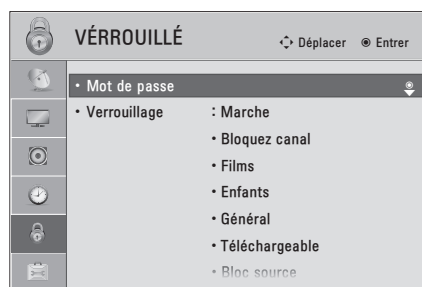 VÉRROUILLÉ Déplacer Entrer
• Mot de passe
• Verrouillage : Marche
• Bloquez canal
• Films
• Enfants
• Général
• Téléchargeable
• Bloc source